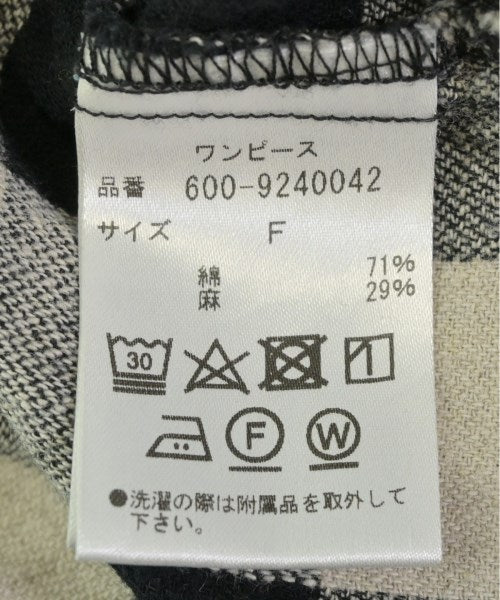 ワンピース
品番 600-9240042
サイズ F
綿 71%
麻 29%
30
F W
●洗濯の際は附属品を取外して
下さい。